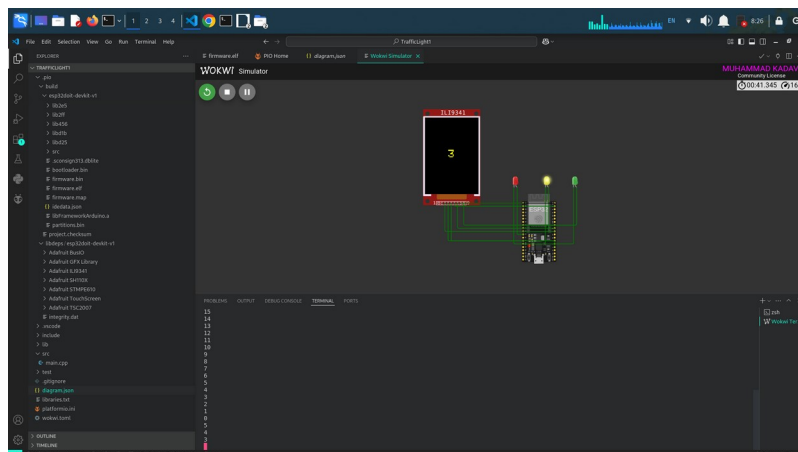 1 2 3 4
EN
8:26
File Edit Selection View Go Run Terminal Help
TrafficLight1
EXPLORER
firmware.elf
PIO Home
diagram.json
Wokwi Simulator
TRAFFICLIGHT1
.pio
build
esp32doit-devkit-v1
lib2e5
lib2ff
lib456
libd1b
libd25
src
.sconsign313.dblite
bootloader.bin
firmware.bin
firmware.elf
firmware.map
idedata.json
libFrameworkArduino.a
partitions.bin
project.checksum
libdeps/esp32doit-devkit-v1
Adafruit BusIO
Adafruit GFX Library
Adafruit ILI9341
Adafruit SH110X
Adafruit STMPE610
Adafruit TouchScreen
Adafruit TSC2007
integrity.dat
.vscode
include
lib
src
main.cpp
test
.gitignore
diagram.json
libraries.txt
platformio.ini
wokwi.toml
OUTLINE
TIMELINE
WOKWI Simulator
MUHAMMAD KADAV
Community License
00:41.345
16
ILI9341
3
PROBLEMS OUTPUT DEBUG CONSOLE TERMINAL PORTS
zsh
Wokwi Ter
15
14
13
12
11
10
9
8
7
6
5
4
3
2
1
0
5
4
3